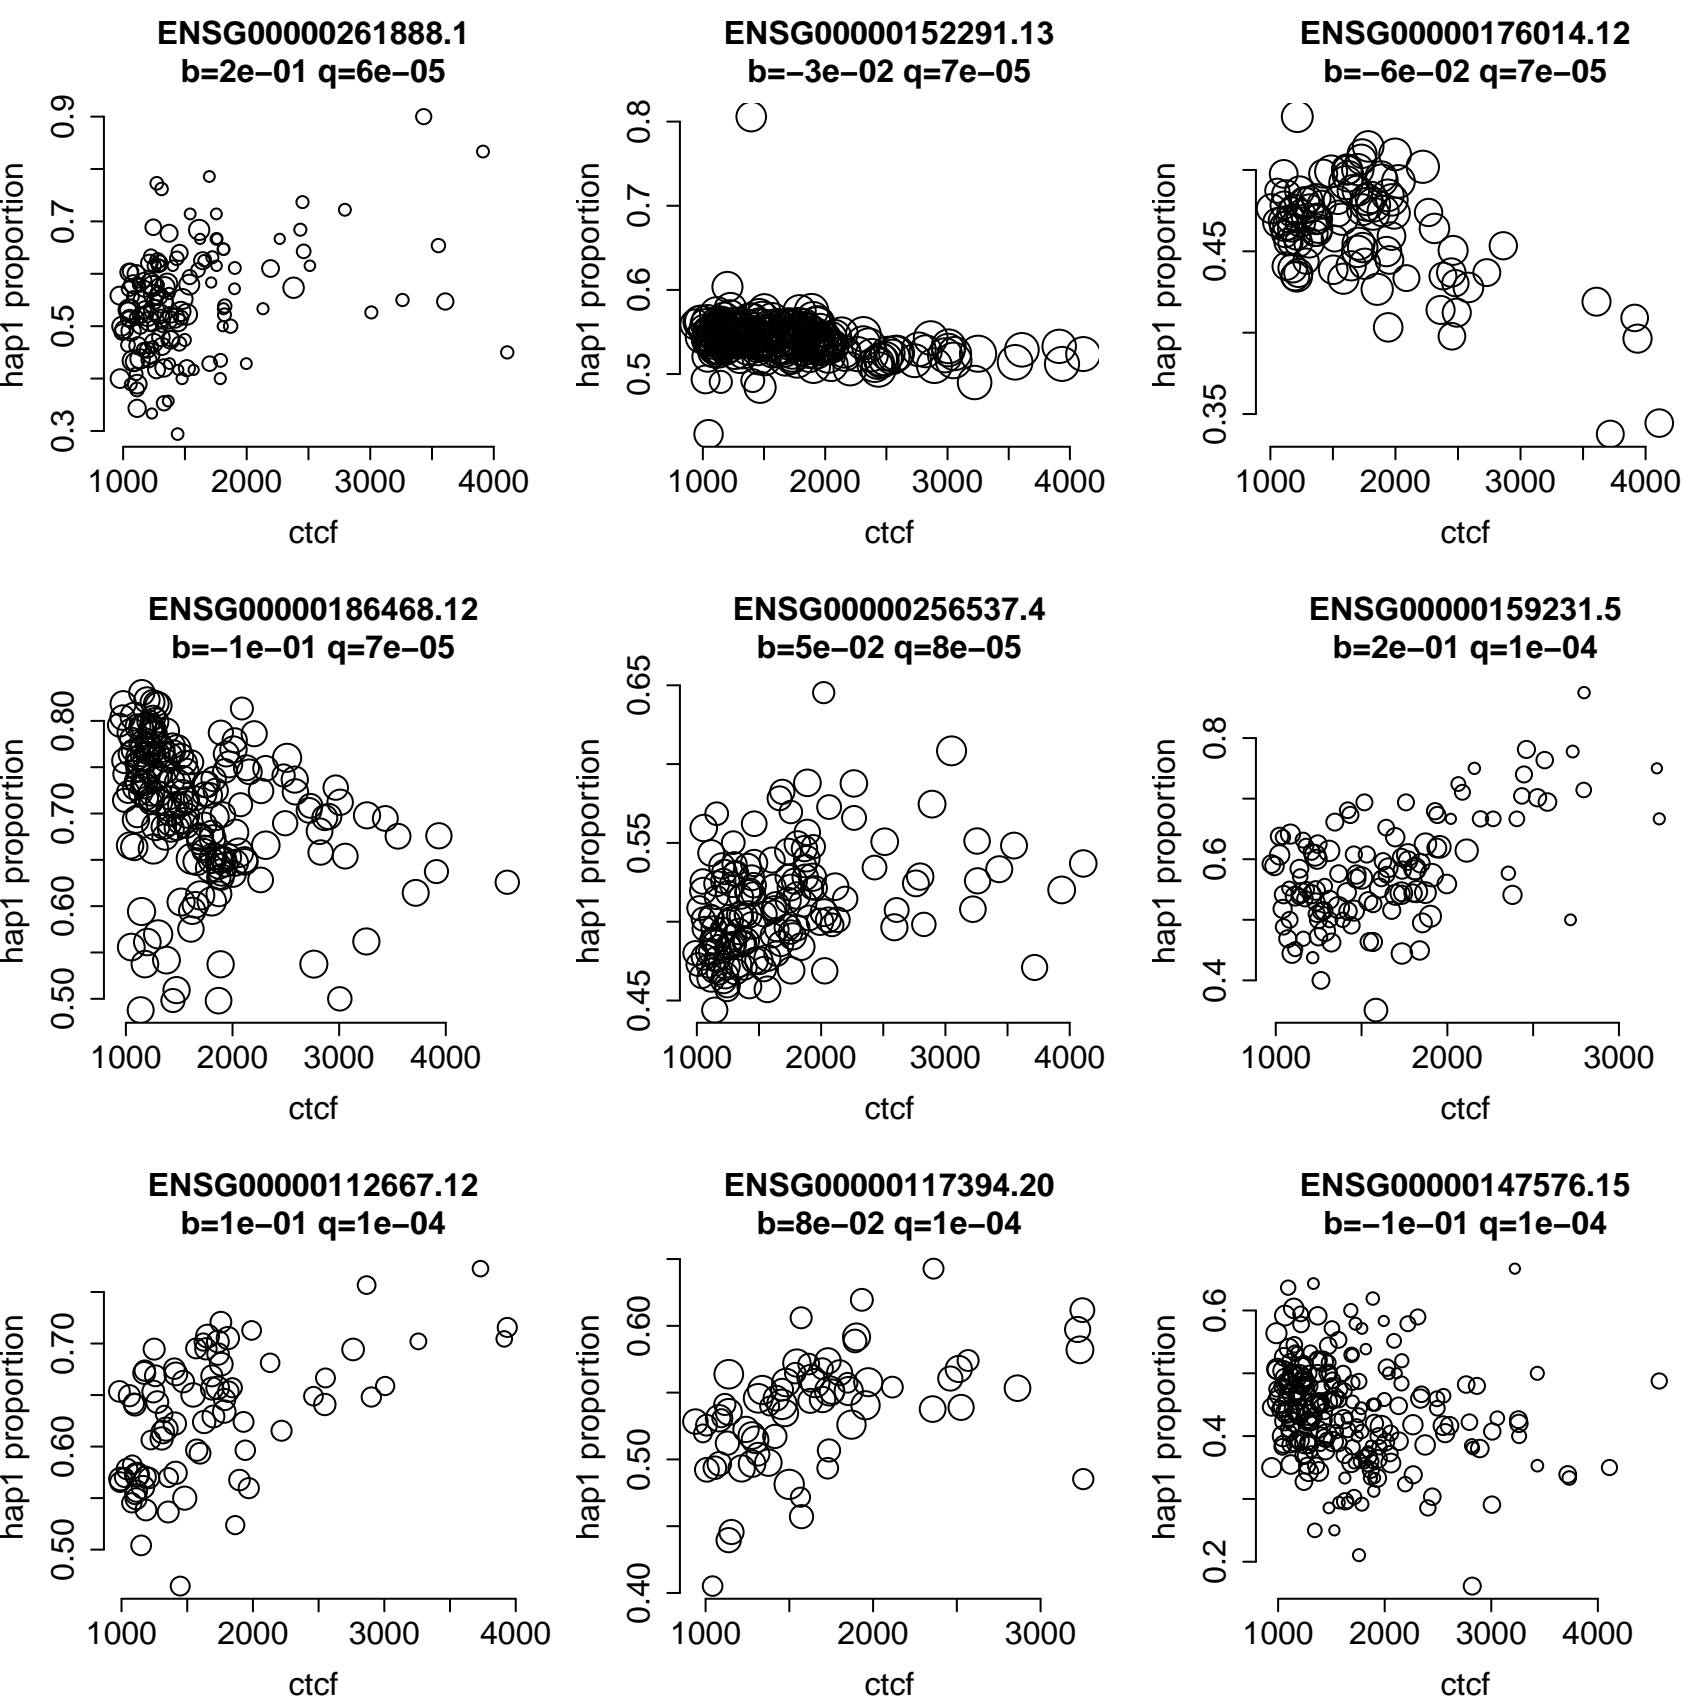 ENSG00000261888.1
b=2e−01 q=6e−05
hap1 proportion
0.3 0.5 0.7 0.9
1000 2000 3000 4000
ctcf
ENSG00000152291.13
b=−3e−02 q=7e−05
hap1 proportion
0.5 0.6 0.7 0.8
1000 2000 3000 4000
ctcf
ENSG00000176014.12
b=−6e−02 q=7e−05
hap1 proportion
0.35 0.45
1000 2000 3000 4000
ctcf
ENSG00000186468.12
b=−1e−01 q=7e−05
hap1 proportion
0.50 0.60 0.70 0.80
1000 2000 3000 4000
ctcf
ENSG00000256537.4
b=5e−02 q=8e−05
hap1 proportion
0.45 0.55 0.65
1000 2000 3000 4000
ctcf
ENSG00000159231.5
b=2e−01 q=1e−04
hap1 proportion
0.4 0.6 0.8
1000 2000 3000
ctcf
ENSG00000112667.12
b=1e−01 q=1e−04
hap1 proportion
0.50 0.60 0.70
1000 2000 3000 4000
ctcf
ENSG00000117394.20
b=8e−02 q=1e−04
hap1 proportion
0.40 0.50 0.60
1000 2000 3000
ctcf
ENSG00000147576.15
b=−1e−01 q=1e−04
hap1 proportion
0.2 0.4 0.6
1000 2000 3000 4000
ctcf